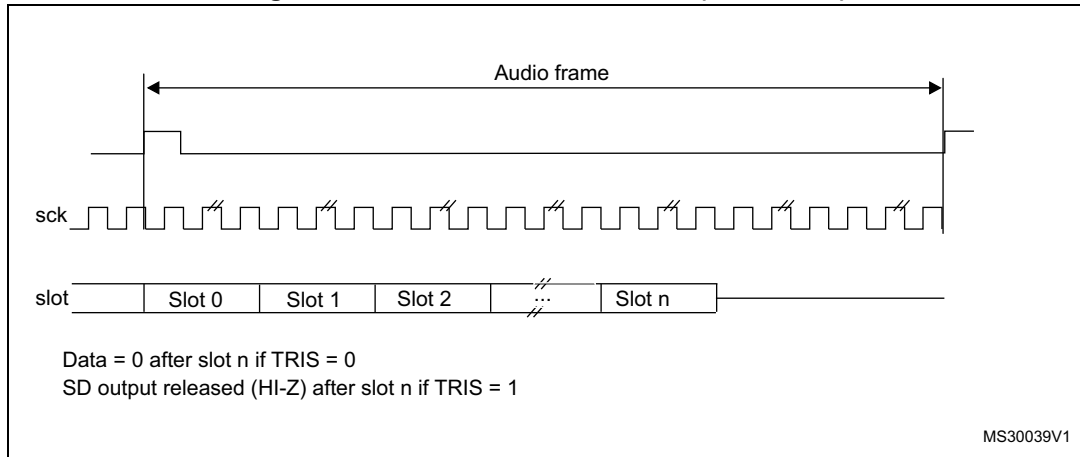 Audio frame
sck
slot Slot 0 Slot 1 Slot 2 ... Slot n
Data = 0 after slot n if TRIS = 0
SD output released (HI-Z) after slot n if TRIS = 1
MS30039V1